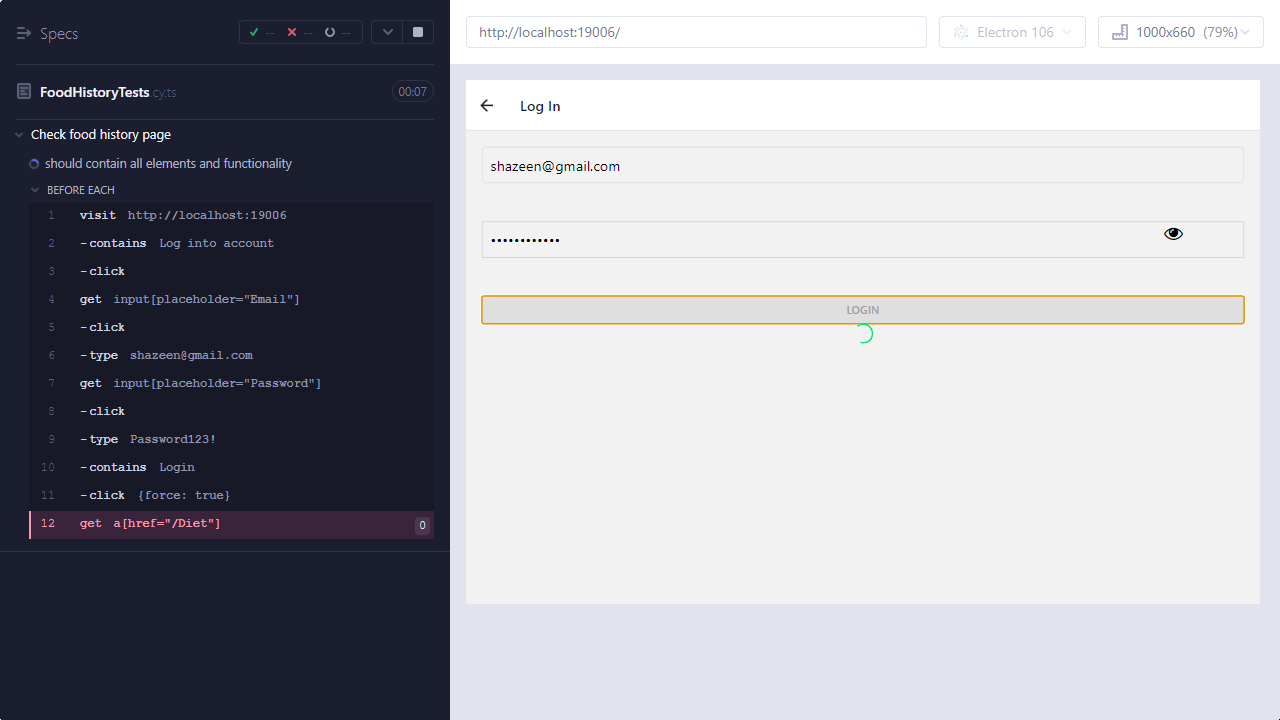 Specs
-- -- --
FoodHistoryTests.cy.ts 00:07
Check food history page
should contain all elements and functionality
BEFORE EACH
1 visit http://localhost:19006
2 -contains Log into account
3 -click
4 get input[placeholder="Email"]
5 -click
6 -type shazeen@gmail.com
7 get input[placeholder="Password"]
8 -click
9 -type Password123!
10 -contains Login
11 -click {force: true}
12 get a[href="/Diet"] 0
http://localhost:19006/
Electron 106
1000x660 (79%)
Log In
shazeen@gmail.com
••••••••••••
LOGIN